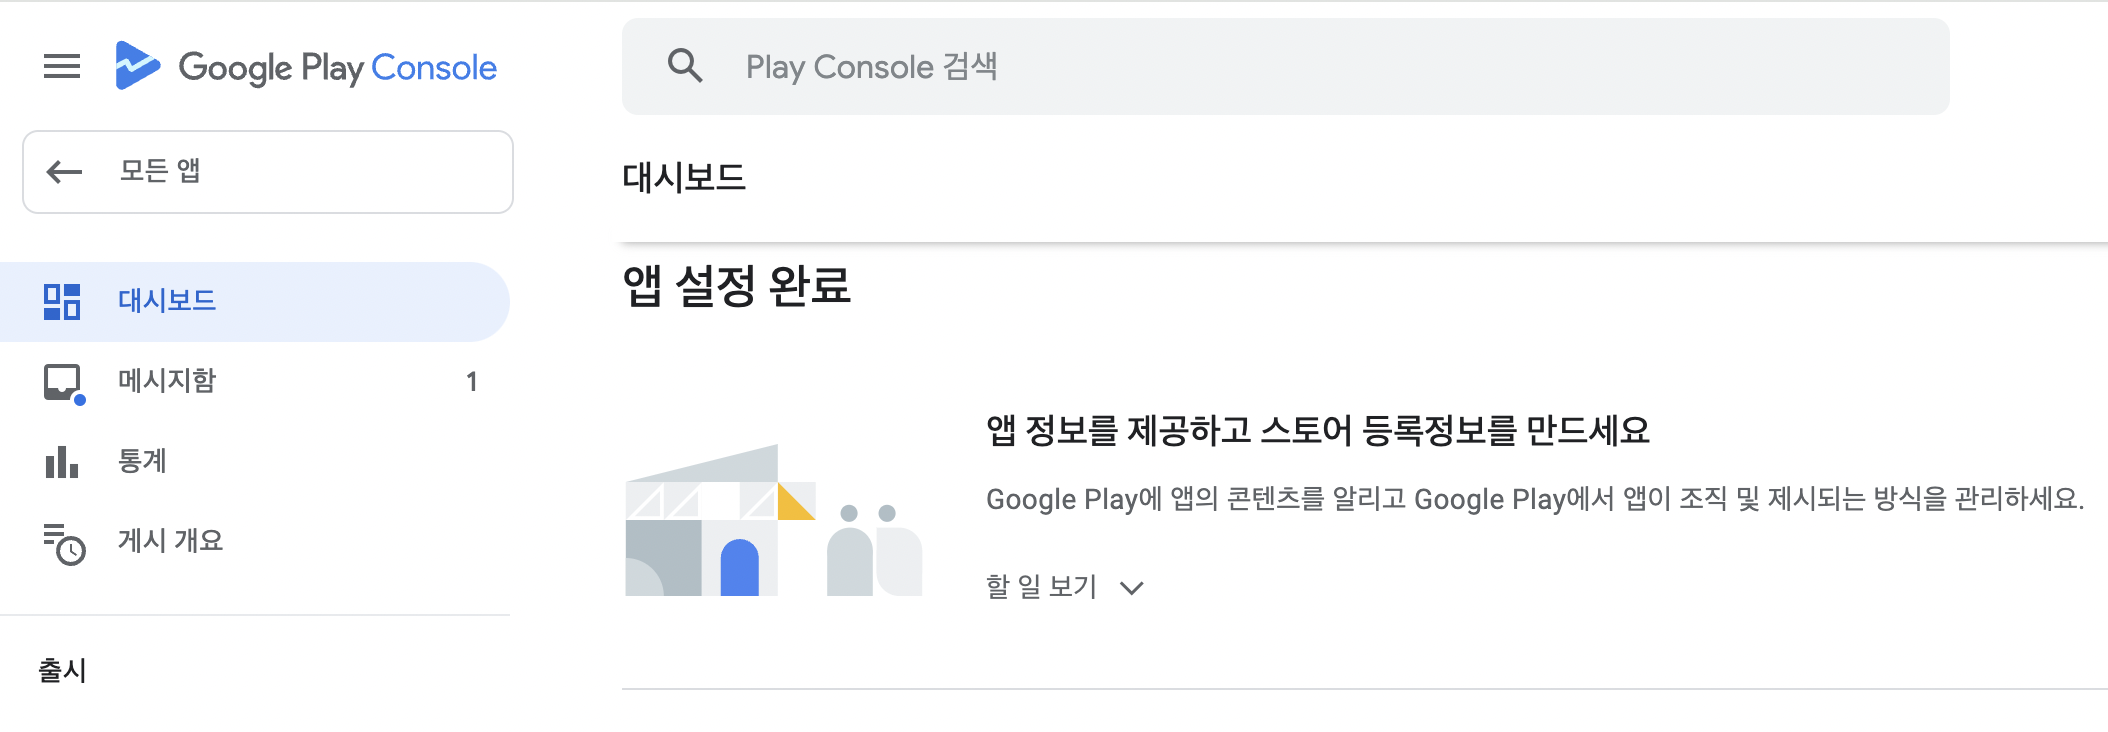 Google Play Console
Play Console 검색
모든 앱
대시보드
대시보드
메시지함 1
통계
게시 개요
출시
앱 설정 완료
앱 정보를 제공하고 스토어 등록정보를 만드세요
Google Play에 앱의 콘텐츠를 알리고 Google Play에서 앱이 조직 및 제시되는 방식을 관리하세요.
할 일 보기